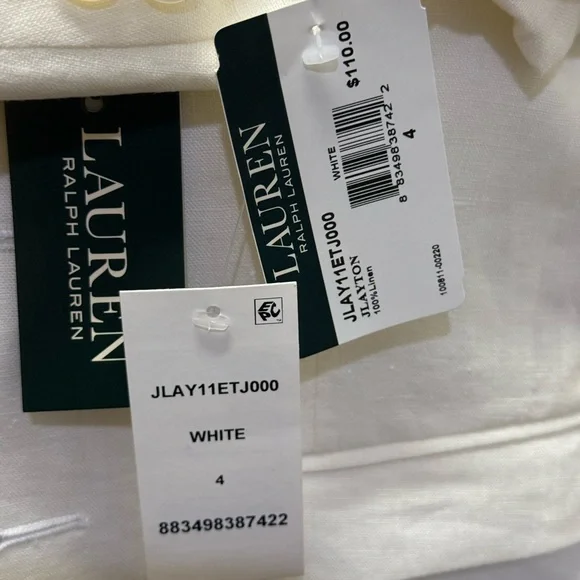 LAUREN
RALPH LAUREN
LAUREN
RALPH LAUREN
$110.00
WHITE
8 83498 38742 2
4
JLAY11ETJ000
JLAYTON
100%Linen
100811-00220
JLAY11ETJ000
WHITE
4
883498387422